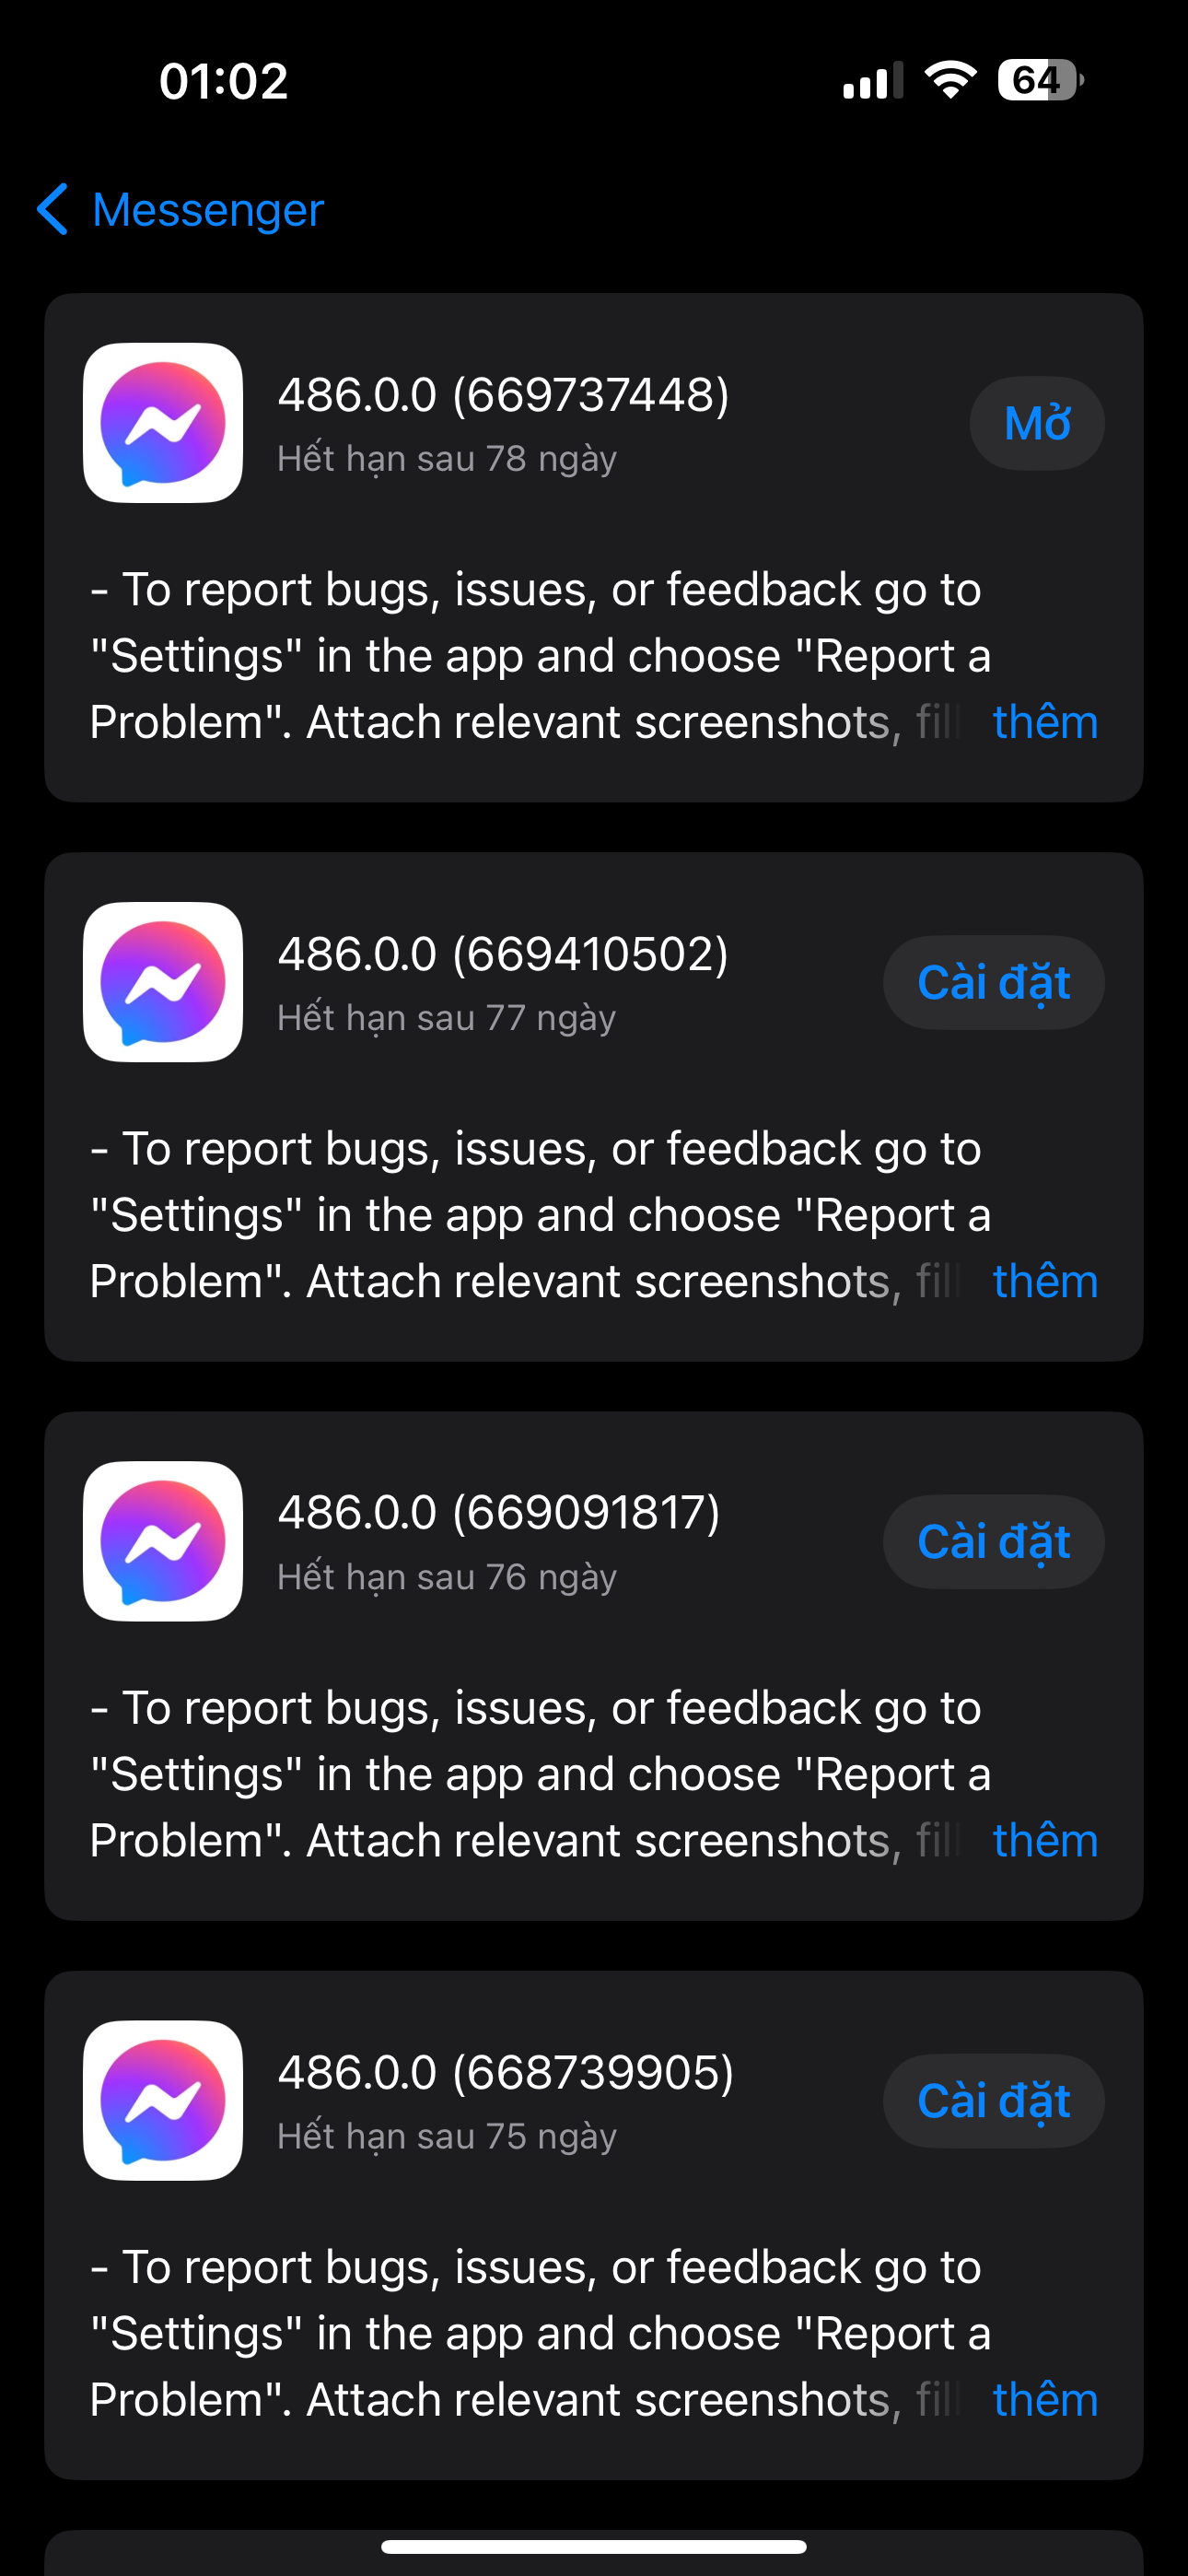 01:02
64
Messenger
486.0.0 (669737448)
Hết hạn sau 78 ngày
Mở
- To report bugs, issues, or feedback go to
"Settings" in the app and choose "Report a
Problem". Attach relevant screenshots, fill thêm
486.0.0 (669410502)
Hết hạn sau 77 ngày
Cài đặt
- To report bugs, issues, or feedback go to
"Settings" in the app and choose "Report a
Problem". Attach relevant screenshots, fill thêm
486.0.0 (669091817)
Hết hạn sau 76 ngày
Cài đặt
- To report bugs, issues, or feedback go to
"Settings" in the app and choose "Report a
Problem". Attach relevant screenshots, fill thêm
486.0.0 (668739905)
Hết hạn sau 75 ngày
Cài đặt
- To report bugs, issues, or feedback go to
"Settings" in the app and choose "Report a
Problem". Attach relevant screenshots, fill thêm